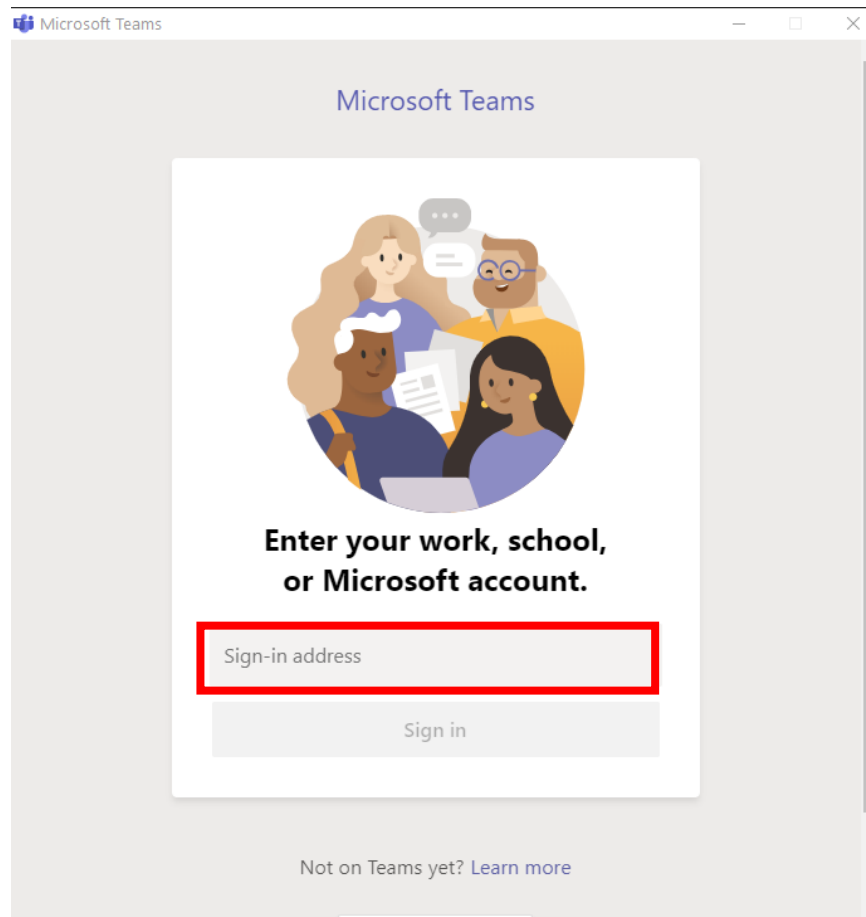 Microsoft Teams
Microsoft Teams
Enter your work, school,
or Microsoft account.
Sign-in address
Sign in
Not on Teams yet? Learn more